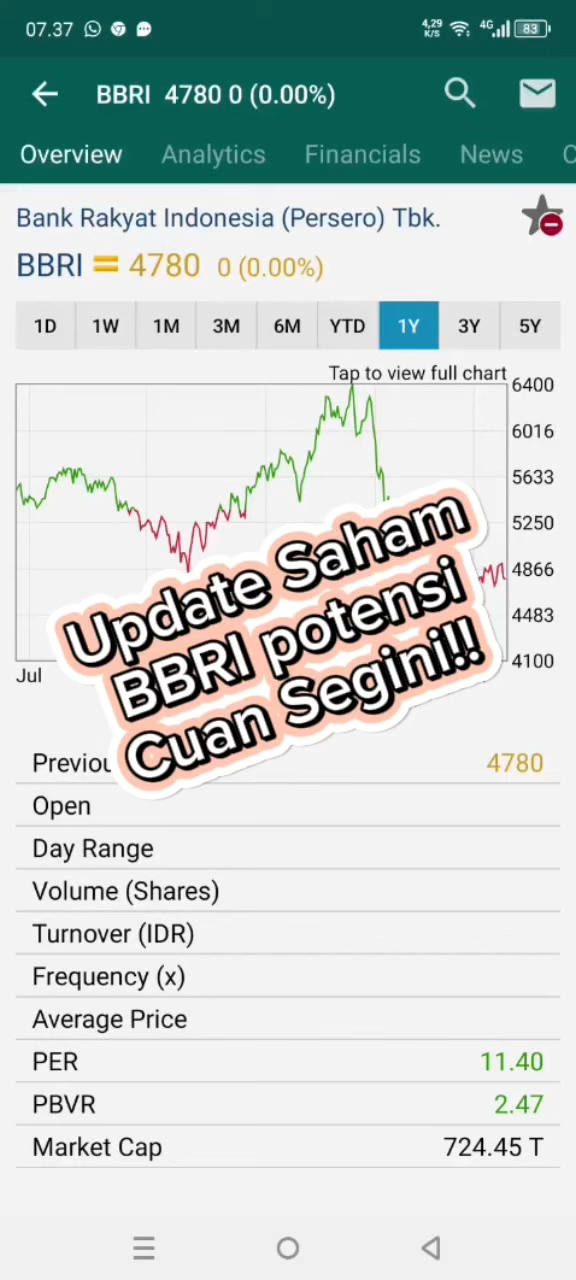 07.37
4,29 K/S 4G 83
BBRI 4780 0 (0.00%)
Overview Analytics Financials News
Bank Rakyat Indonesia (Persero) Tbk.
BBRI = 4780 0 (0.00%)
1D 1W 1M 3M 6M YTD 1Y 3Y 5Y
Tap to view full chart
6400
6016
5633
5250
4866
4483
4100
Jul
Update Saham
BBRI potensi
Cuan Segini!!
4780
Open
Day Range
Volume (Shares)
Turnover (IDR)
Frequency (x)
Average Price
PER 11.40
PBVR 2.47
Market Cap 724.45 T